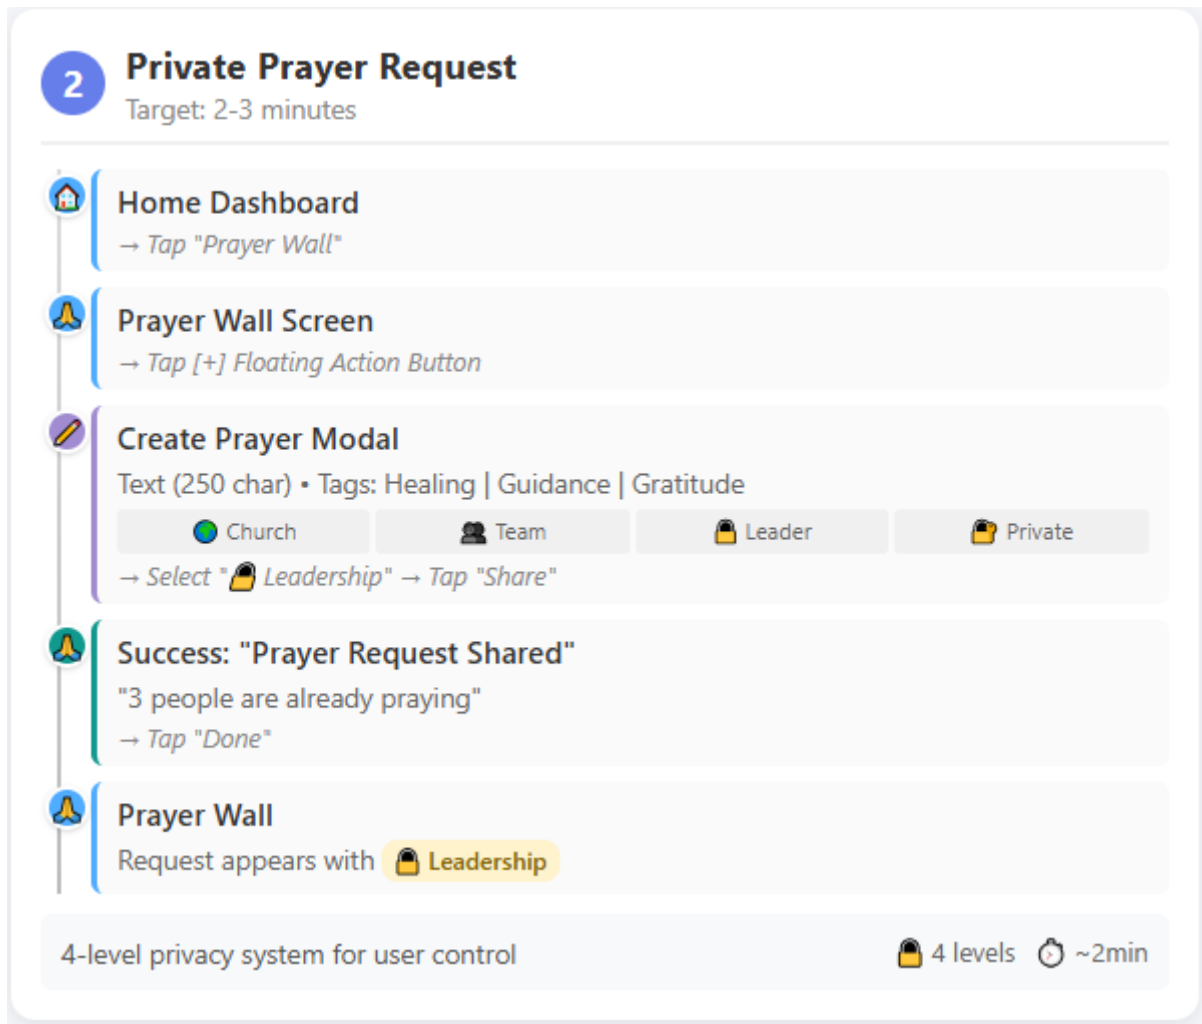 2
Private Prayer Request
Target: 2-3 minutes
Home Dashboard
→ Tap "Prayer Wall"
Prayer Wall Screen
→ Tap [+] Floating Action Button
Create Prayer Modal
Text (250 char) • Tags: Healing | Guidance | Gratitude
🌍 Church 👥 Team 🔒 Leader 🔐 Private
→ Select "🔒 Leadership" → Tap "Share"
Success: "Prayer Request Shared"
"3 people are already praying"
→ Tap "Done"
Prayer Wall
Request appears with 🔒 Leadership
4-level privacy system for user control 🔒 4 levels ⏱ ~2min